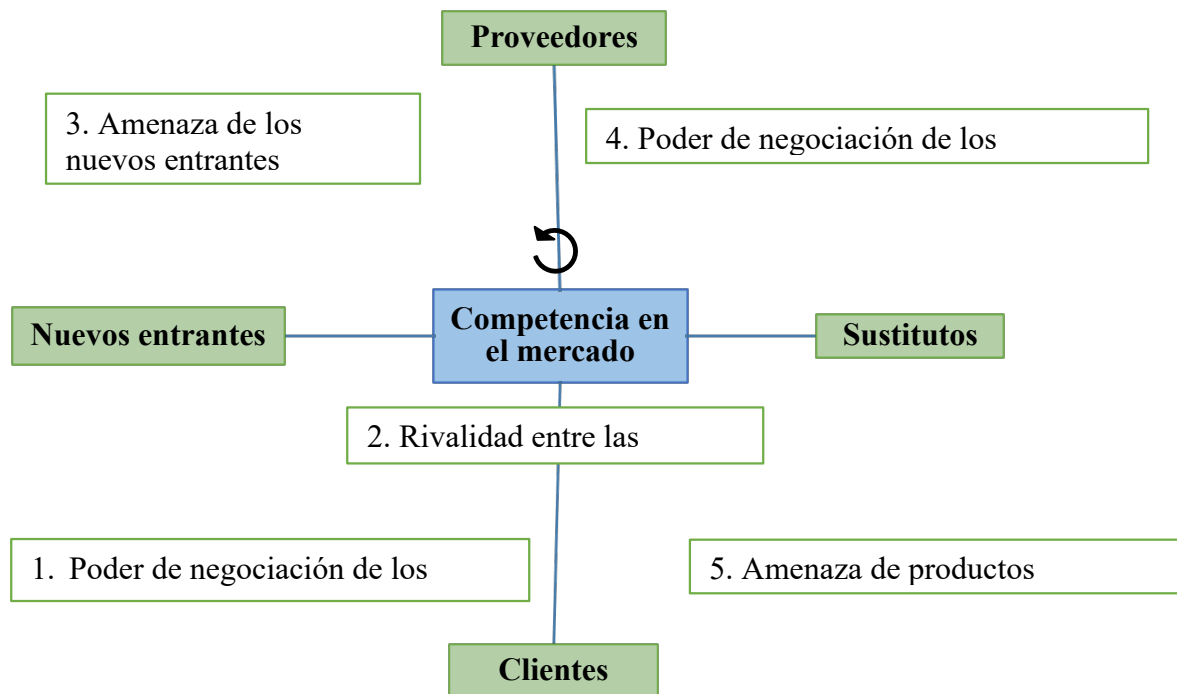 Proveedores
3. Amenaza de los
nuevos entrantes
4. Poder de negociación de los
Nuevos entrantes
Competencia en
el mercado
Sustitutos
2. Rivalidad entre las
1. Poder de negociación de los
5. Amenaza de productos
Clientes